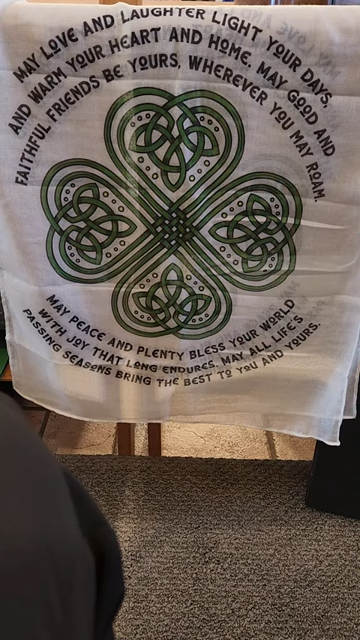 MAY LOVE AND LAUGHTER LIGHT YOUR DAYS,
AND WARM YOUR HEART AND HOME. MAY GOOD AND
FAITHFUL FRIENDS BE YOURS, WHEREVER YOU MAY ROAM.
MAY PEACE AND PLENTY BLESS YOUR WORLD
WITH JOY THAT LONG ENDURES. MAY ALL LIFE'S
PASSING SEASONS BRING THE BEST TO YOU AND YOURS.